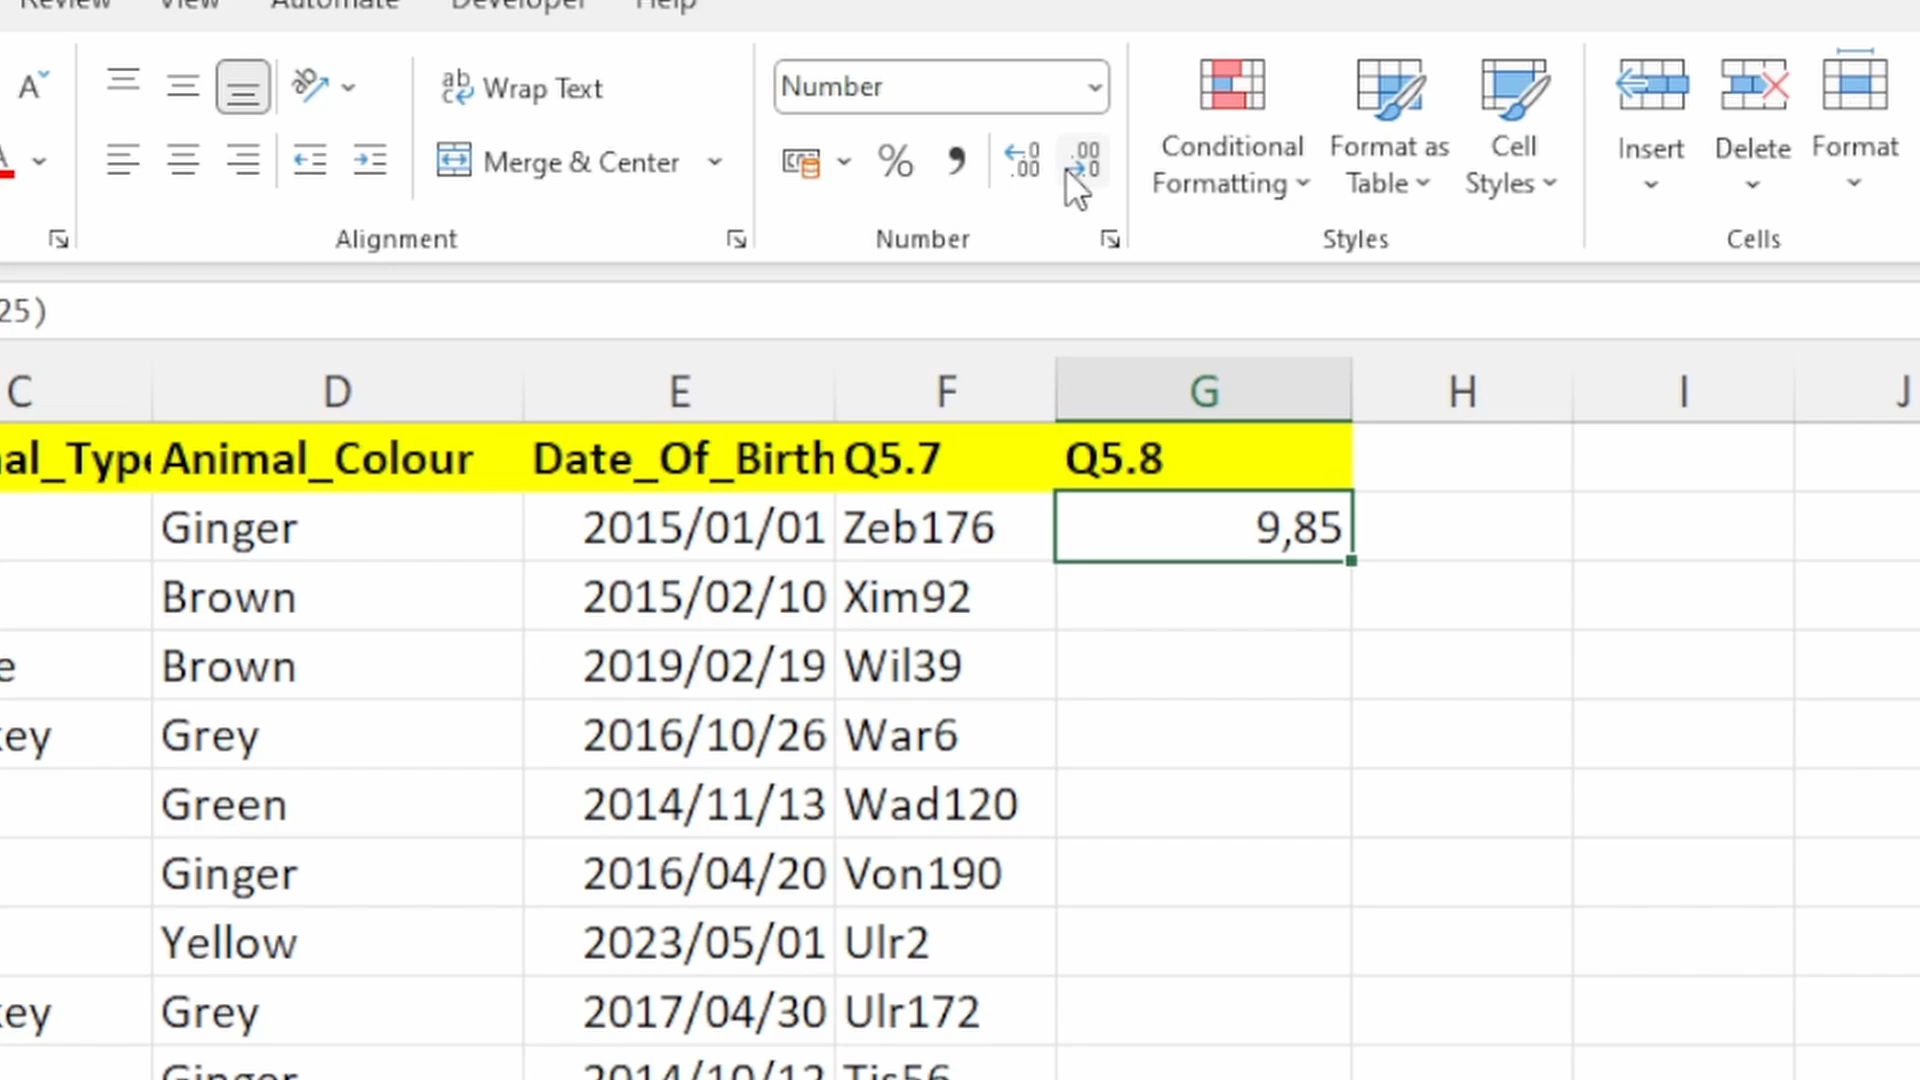 Review View Automate Developer Help
Wrap Text Number
Merge & Center % Conditional Formatting Format as Table Cell Styles Insert Delete Format
Alignment Number Styles Cells
25)
C D E F G H I J
al_Type Animal_Colour Date_Of_Birth Q5.7 Q5.8
Ginger 2015/01/01 Zeb176 9,85
Brown 2015/02/10 Xim92
e Brown 2019/02/19 Wil39
key Grey 2016/10/26 War6
Green 2014/11/13 Wad120
Ginger 2016/04/20 Von190
Yellow 2023/05/01 Ulr2
key Grey 2017/04/30 Ulr172
Ginger 2014/10/12 Tis56